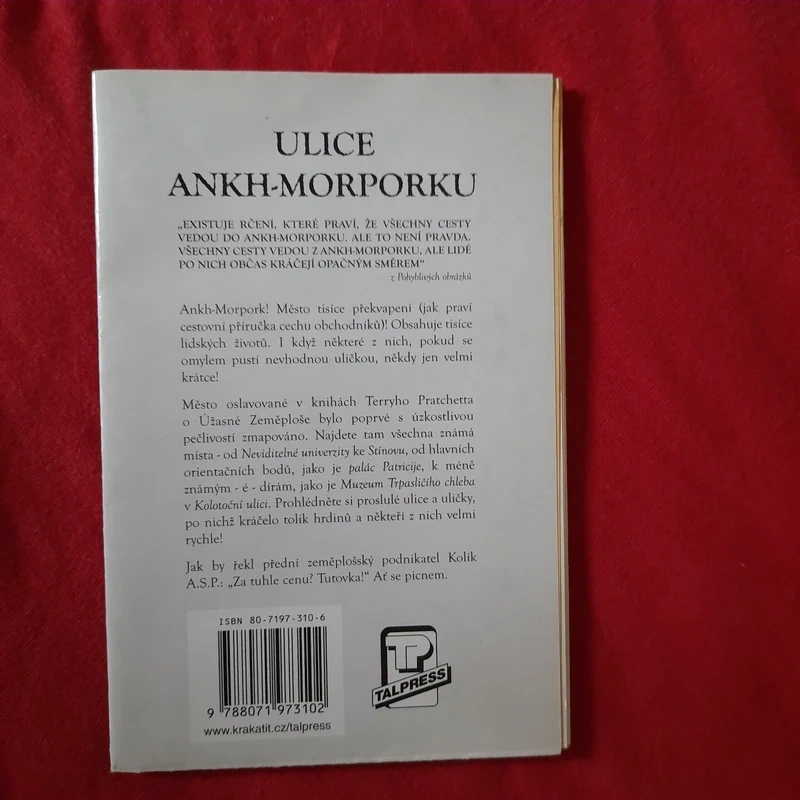 ULICE
ANKH-MORPORKU
„EXISTUJE RČENÍ, KTERÉ PRAVÍ, ŽE VŠECHNY CESTY
VEDOU DO ANKH-MORPORKU, ALE TO NENÍ PRAVDA.
VŠECHNY CESTY VEDOU Z ANKH-MORPORKU, ALE LIDÉ
PO NICH OBČAS KRÁČEJÍ OPAČNÝM SMĚREM“
z Pohyblivých obrázků
Ankh-Morpork! Město tisíce překvapení (jak praví
cestovní příručka cechu obchodníků)! Obsahuje tisíce
lidských životů. I když některé z nich, pokud se
omylem pustí nevhodnou uličkou, někdy jen velmi
krátce!
Město oslavované v knihách Terryho Pratchetta
o Úžasné Zeměploše bylo poprvé s úzkostlivou
pečlivostí zmapováno. Najdete tam všechna známá
místa - od Neviditelné univerzity ke Stínovu, od hlavních
orientačních bodů, jako je palác Patricije, k méně
známým - é - dírám, jako je Muzeum Trpasličího chleba
v Kolotoční ulici. Prohlédněte si proslulé ulice a uličky,
po nichž kráčelo tolik hrdinů a někteří z nich velmi
rychle!
Jak by řekl přední zeměplošský podnikatel Kolík
A.S.P.: „Za tuhle cenu? Tutovka!“ Ať se picnem.
ISBN 80-7197-310-6
9 788071 973102
www.krakatit.cz/talpress
TP
TALPRESS